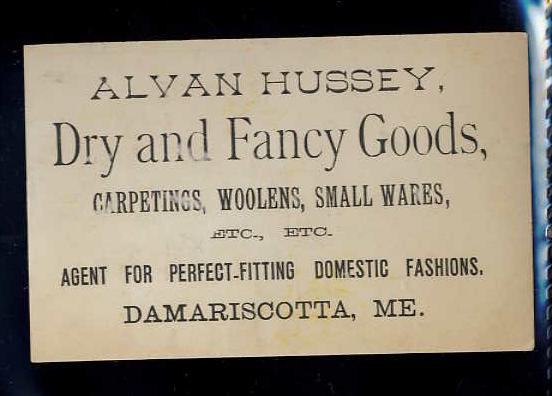 ALVAN HUSSEY,
Dry and Fancy Goods,
CARPETINGS, WOOLENS, SMALL WARES,
ETC., ETC.
AGENT FOR PERFECT-FITTING DOMESTIC FASHIONS.
DAMARISCOTTA, ME.